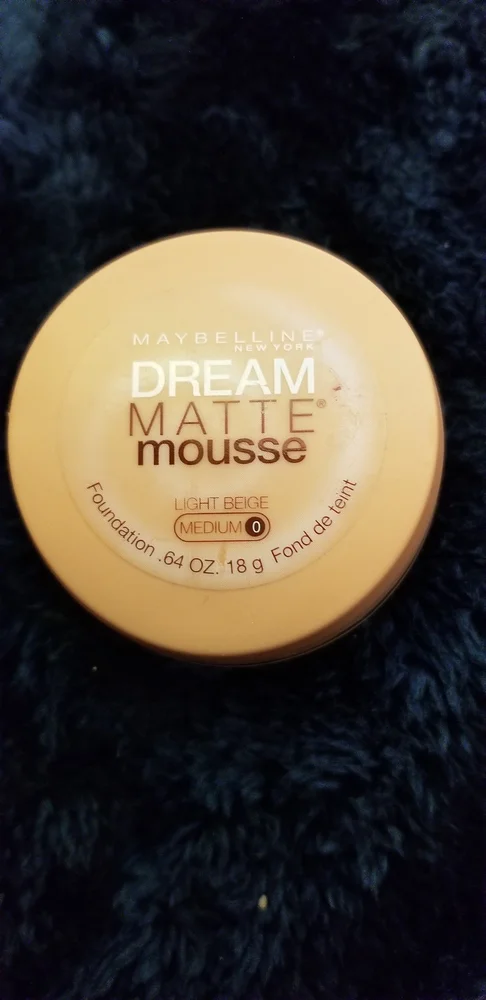 MAYBELLINE®
NEW YORK
DREAM
MATTE®
mousse
LIGHT BEIGE
MEDIUM 0
Foundation .64 OZ. 18 g Fond de teint